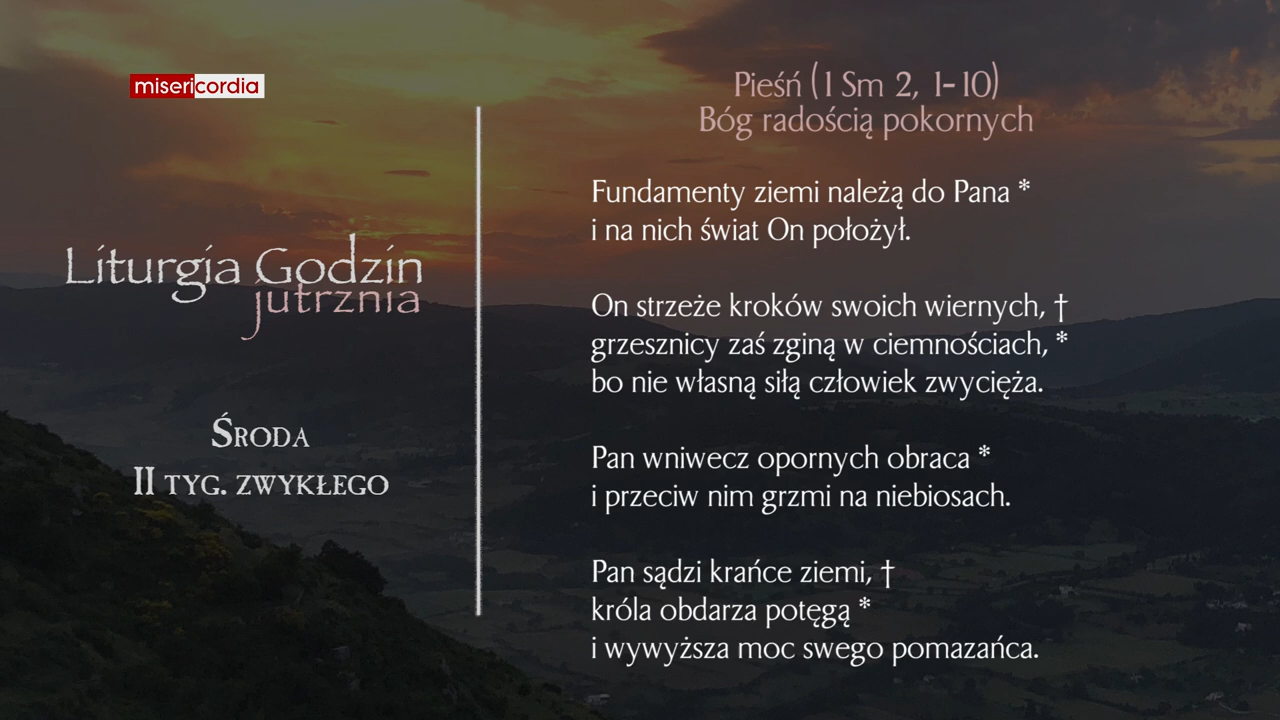 misericordia
Liturgia Godzin
jutrznia
Środa
II tyg. zwykłego
Pieśń (1 Sm 2, 1-10)
Bóg radością pokornych
Fundamenty ziemi należą do Pana *
i na nich świat On położył.
On strzeże kroków swoich wiernych, †
grzesznicy zaś zginą w ciemnościach, *
bo nie własną siłą człowiek zwycięża.
Pan wniwecz opornych obraca *
i przeciw nim grzmi na niebiosach.
Pan sądzi krańce ziemi, †
króla obdarza potęgą *
i wywyższa moc swego pomazańca.